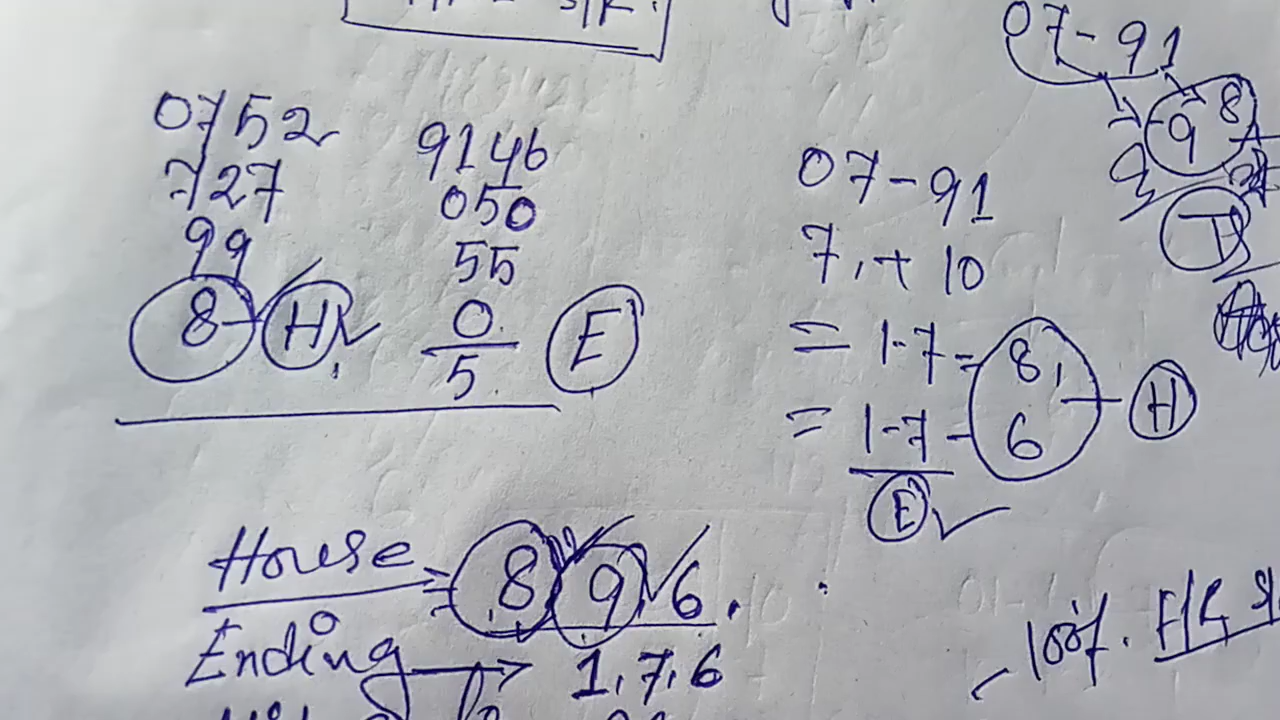 07-91
9 8
0752 9146
727 050
99 55
8-H 0 E
5
07-91
7,+ 10
= 1-7= 8,
= 1-7- 6 H
E
House = 8 9 6.
Ending → 1,7,6
100%.